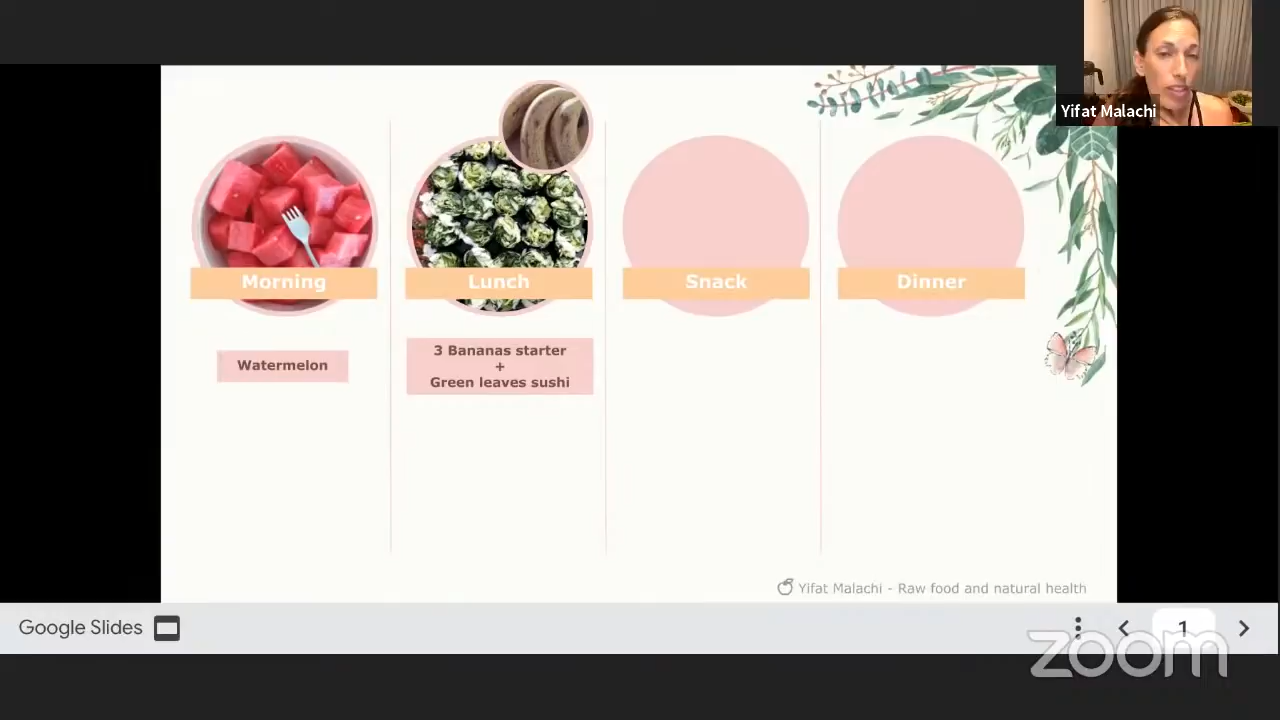 Yifat Malachi
Morning
Lunch
Snack
Dinner
Watermelon
3 Bananas starter
+
Green leaves sushi
Yifat Malachi - Raw food and natural health
Google Slides
1
zoom